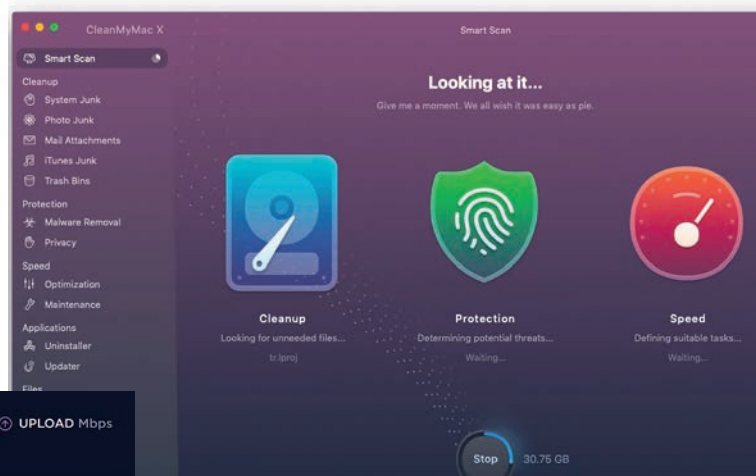 CleanMyMac X
Smart Scan
Smart Scan
Cleanup
System Junk
Photo Junk
Mail Attachments
iTunes Junk
Trash Bins
Protection
Malware Removal
Privacy
Speed
Optimization
Maintenance
Applications
Uninstaller
Updater
Files
Looking at it...
Give me a moment. We all wish it was easy as pie.
Cleanup
Looking for unneeded files...
tr.lproj
Protection
Determining potential threats...
Waiting...
Speed
Defining suitable tasks...
Waiting...
Stop 30.75 GB
UPLOAD Mbps